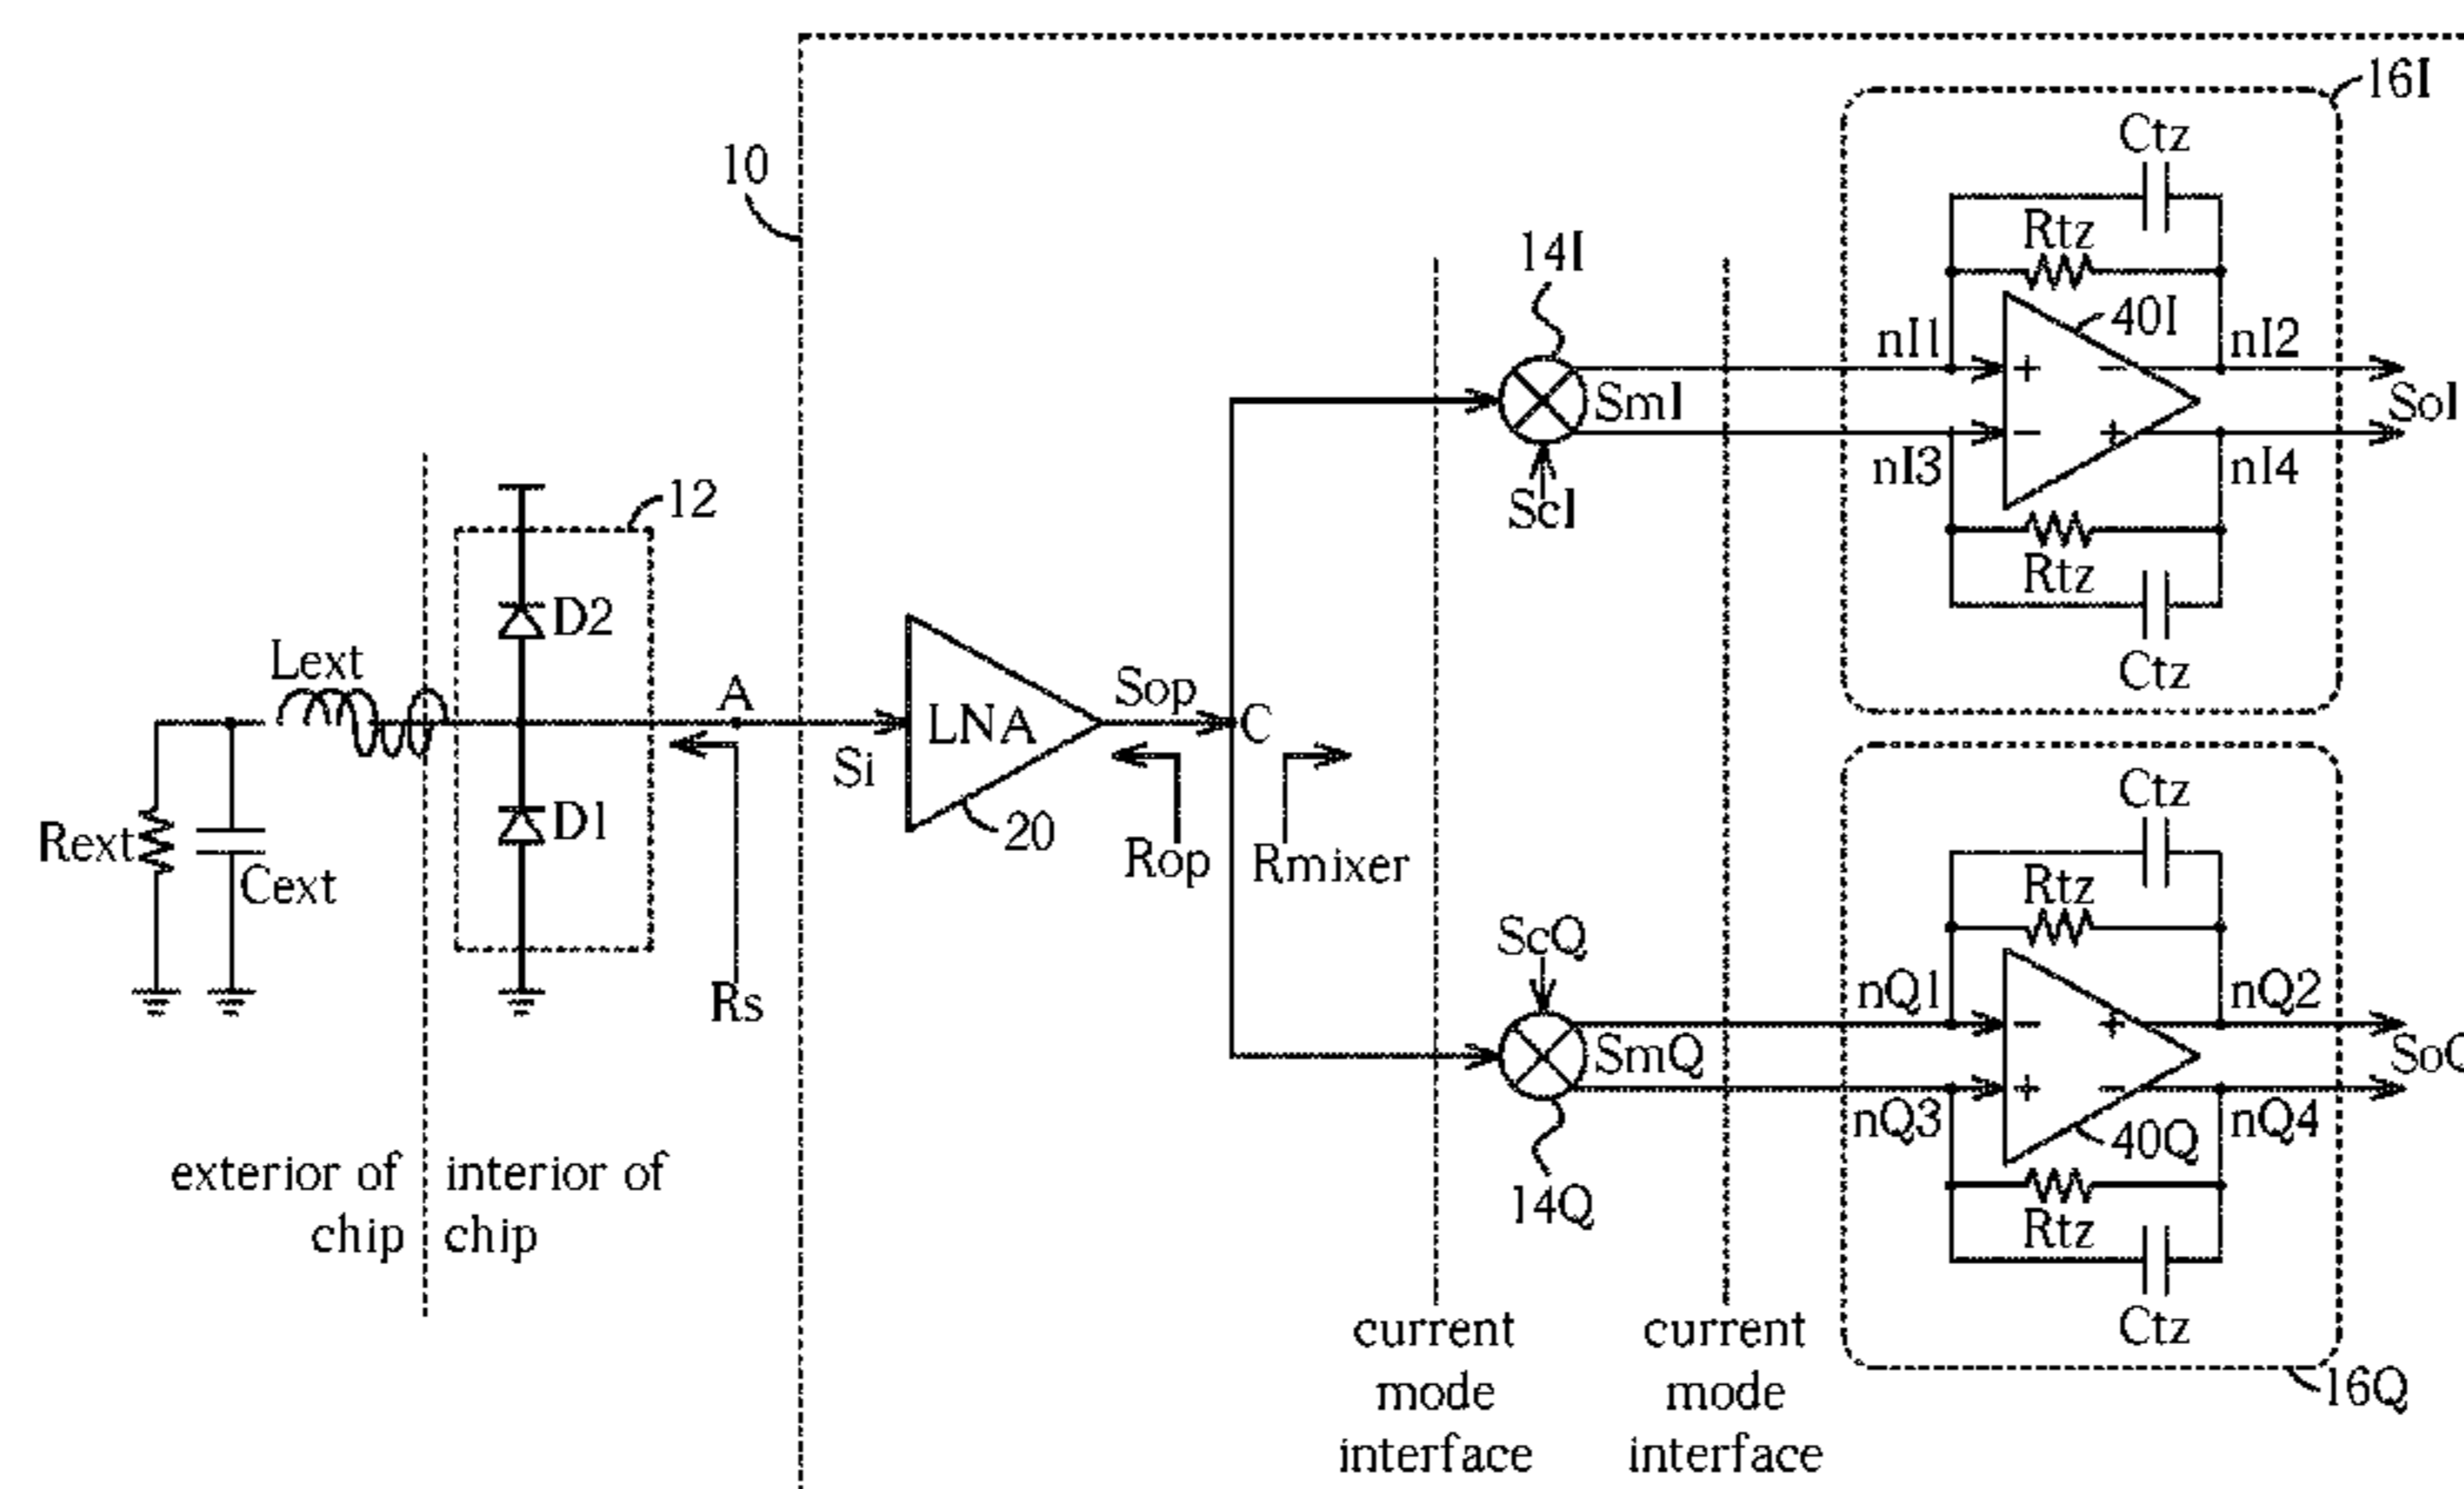 16I
Ctz
10
Rtz
14I
40I
nI1
nI2
+
−
SmI
SoI
−
+
nI3
nI4
ScI
12
Rtz
D2
Lext
Ctz
A
Sop
C
LNA
Si
Ctz
D1
Rext
20
Rop
Rmixer
Cext
Rtz
ScQ
nQ1
nQ2
Rs
−
+
SmQ
+
−
nQ3
nQ4
40Q
exterior of
chip
interior of
chip
14Q
Rtz
Ctz
current
mode
interface
current
mode
interface
16Q